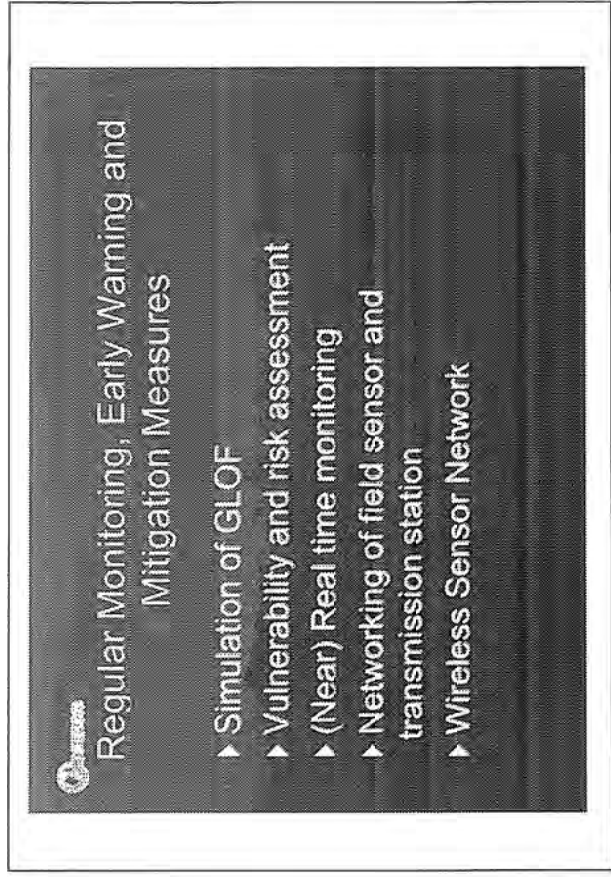 Regular Monitoring, Early Warning and
Mitigation Measures
Simulation of GLOF
Vulnerability and risk assessment
(Near) Real time monitoring
Networking of field sensor and
transmission station
Wireless Sensor Network